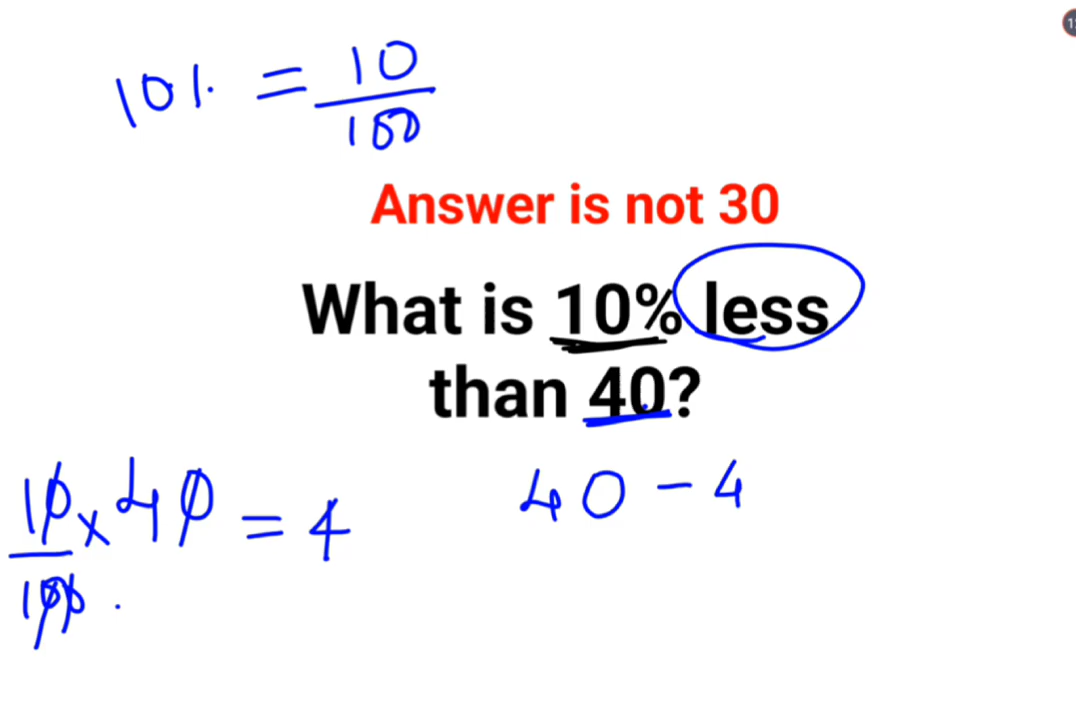 10% = 10/100
Answer is not 30
What is 10% less
than 40?
10/100 × 40 = 4
40 - 4